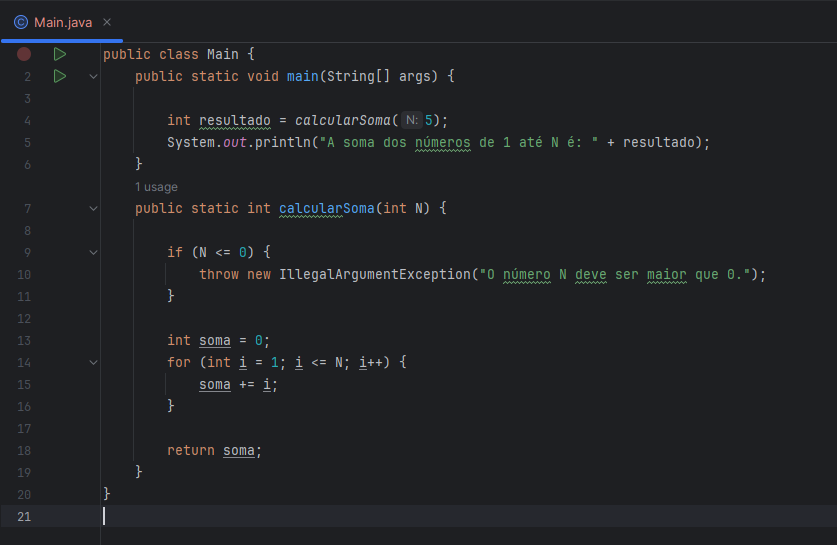 Main.java
public class Main {
2 public static void main(String[] args) {
3
4 int resultado = calcularSoma( N: 5);
5 System.out.println("A soma dos números de 1 até N é: " + resultado);
6 }
1 usage
7 public static int calcularSoma(int N) {
8
9 if (N <= 0) {
10 throw new IllegalArgumentException("O número N deve ser maior que 0.");
11 }
12
13 int soma = 0;
14 for (int i = 1; i <= N; i++) {
15 soma += i;
16 }
17
18 return soma;
19 }
20 }
21